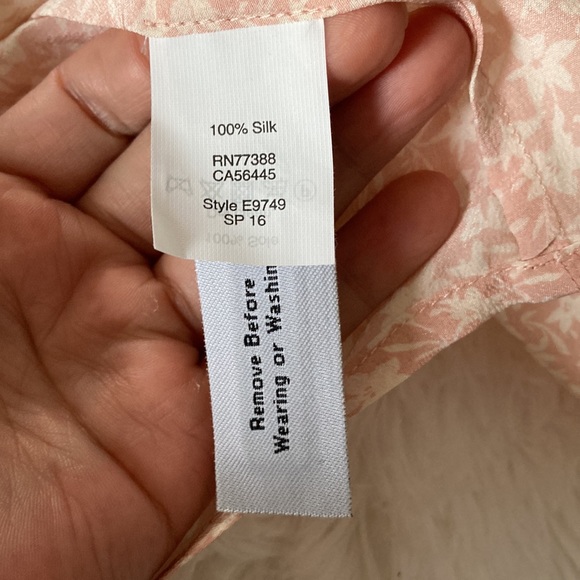 100% Silk
RN77388
CA56445
Style E9749
SP 16
Remove Before
Wearing or Washin